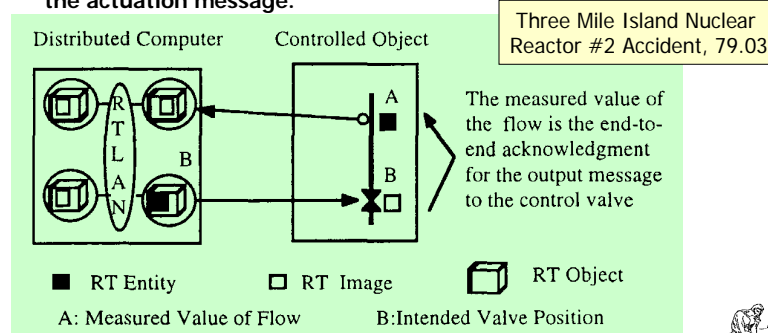 the actuation message.
Three Mile Island Nuclear
Reactor #2 Accident, 79.03
Distributed Computer
Controlled Object
R
T
L
A
N
B
A
B
The measured value of
the flow is the end-to-
end acknowledgment
for the output message
to the control valve
RT Entity
RT Image
RT Object
A: Measured Value of Flow
B:Intended Valve Position